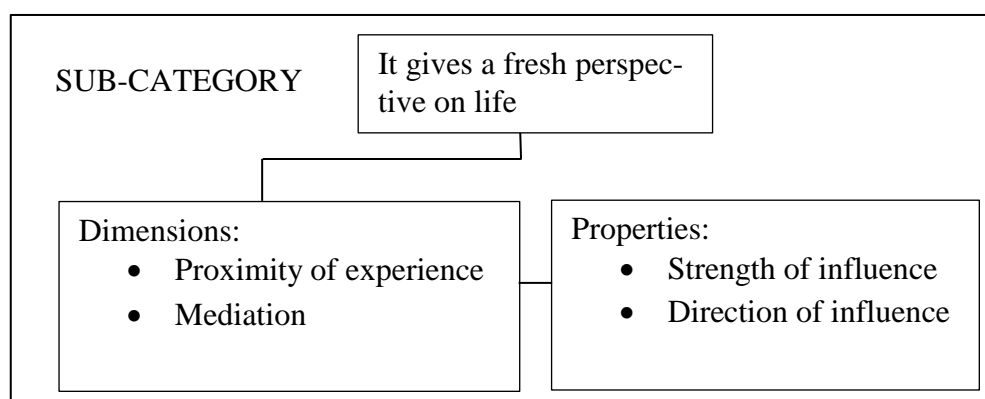 SUB-CATEGORY
It gives a fresh perspec-
tive on life
Dimensions:
• Proximity of experience
• Mediation
Properties:
• Strength of influence
• Direction of influence